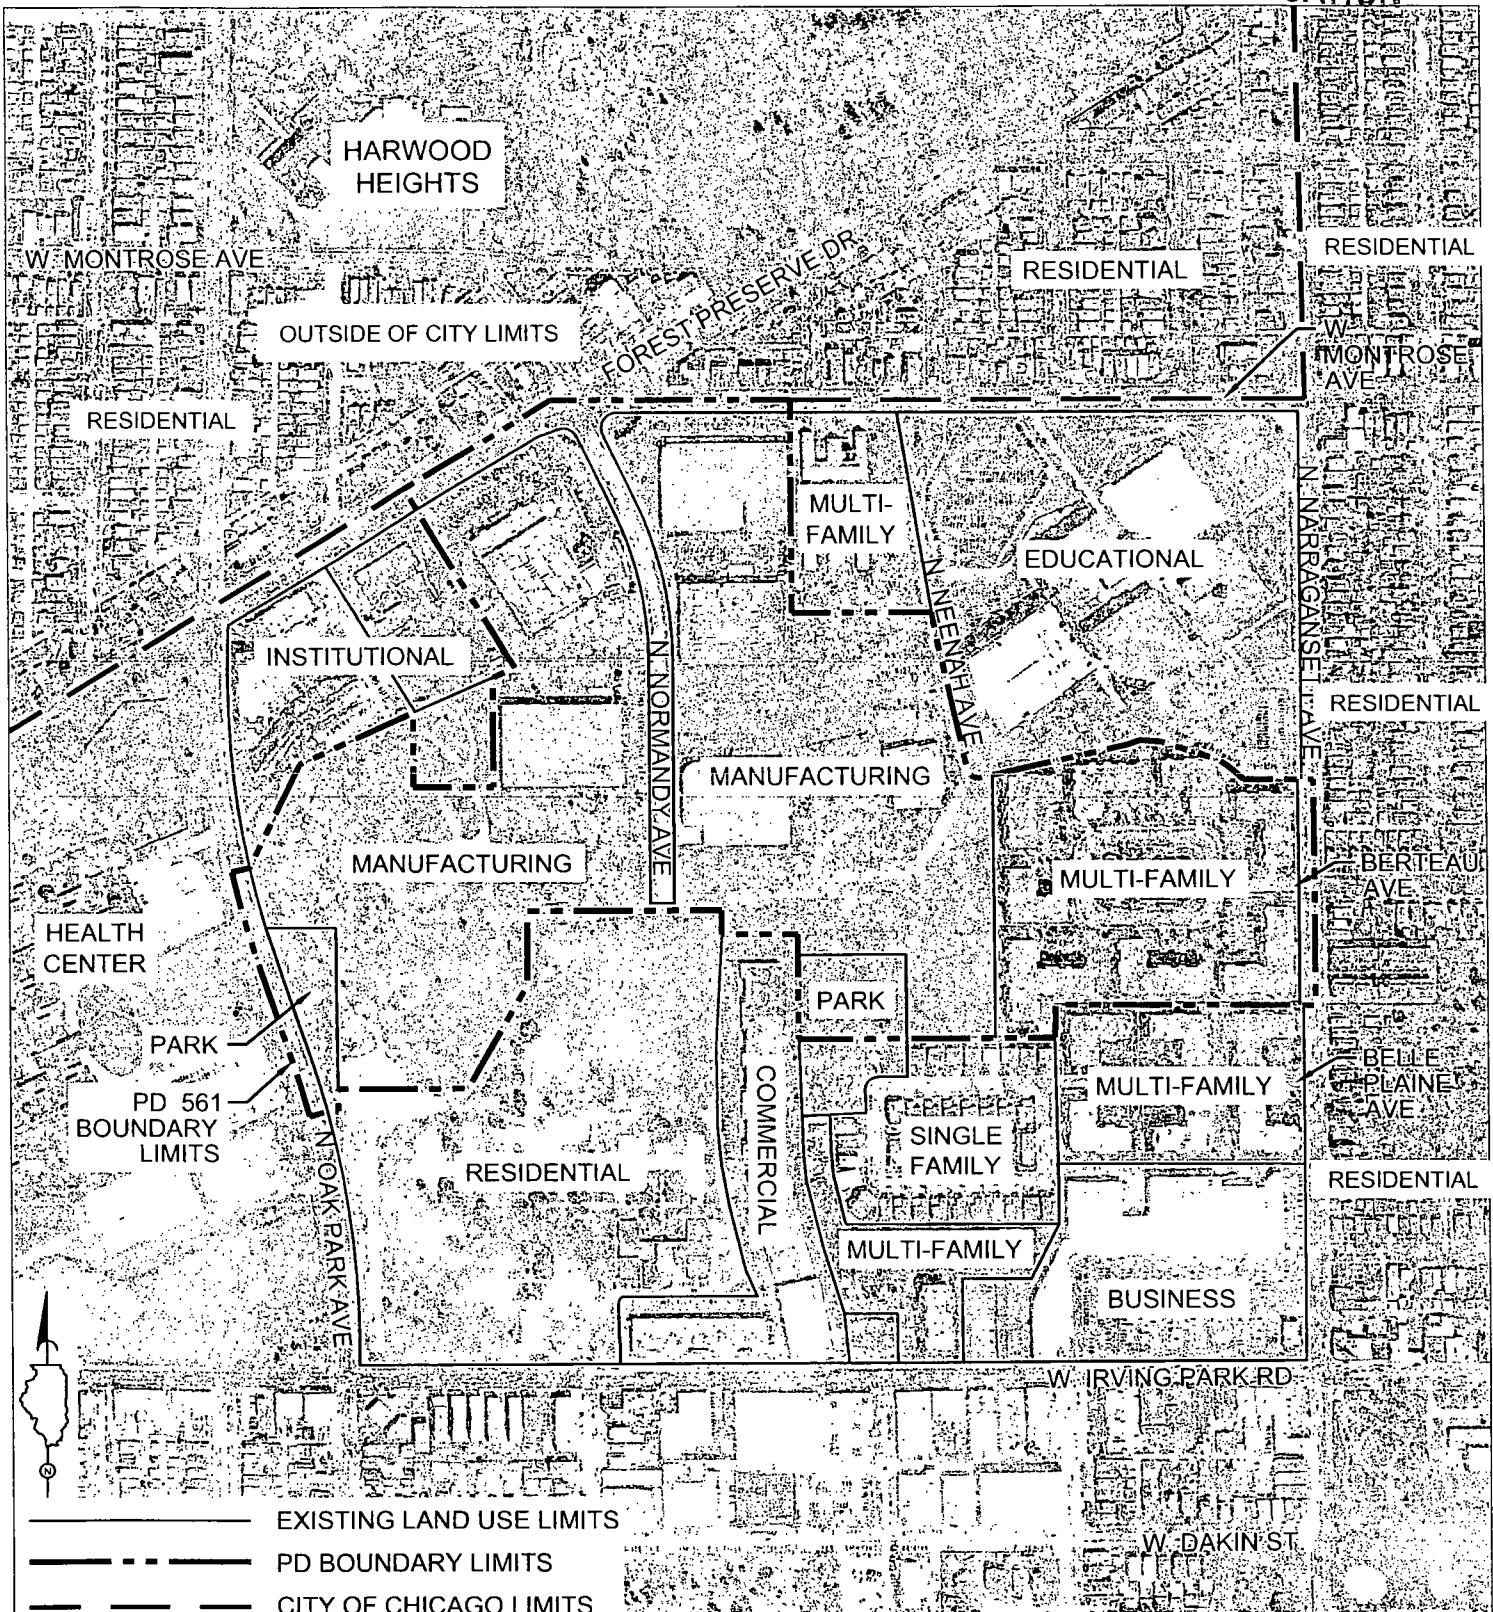 HARWOOD
HEIGHTS
W. MONTROSE AVE
RESIDENTIAL
RESIDENTIAL
FOREST PRESERVE DR
OUTSIDE OF CITY LIMITS
W
MONTROSE
AVE
RESIDENTIAL
MULTI-
FAMILY
EDUCATIONAL
N NARRAGANSETT AVE
N NEENAH AVE
INSTITUTIONAL
N NORMANDY AVE
RESIDENTIAL
MANUFACTURING
MANUFACTURING
MULTI-FAMILY
BERTEAU
AVE
HEALTH
CENTER
PARK
PARK
COMMERCIAL
PD 561
BOUNDARY
LIMITS
MULTI-FAMILY
BELLE
PLAINE
AVE
SINGLE
FAMILY
N OAK PARK AVE
RESIDENTIAL
RESIDENTIAL
MULTI-FAMILY
BUSINESS
W. IRVING PARK RD
EXISTING LAND USE LIMITS
PD BOUNDARY LIMITS
W. DAKIN ST
CITY OF CHICAGO LIMITS